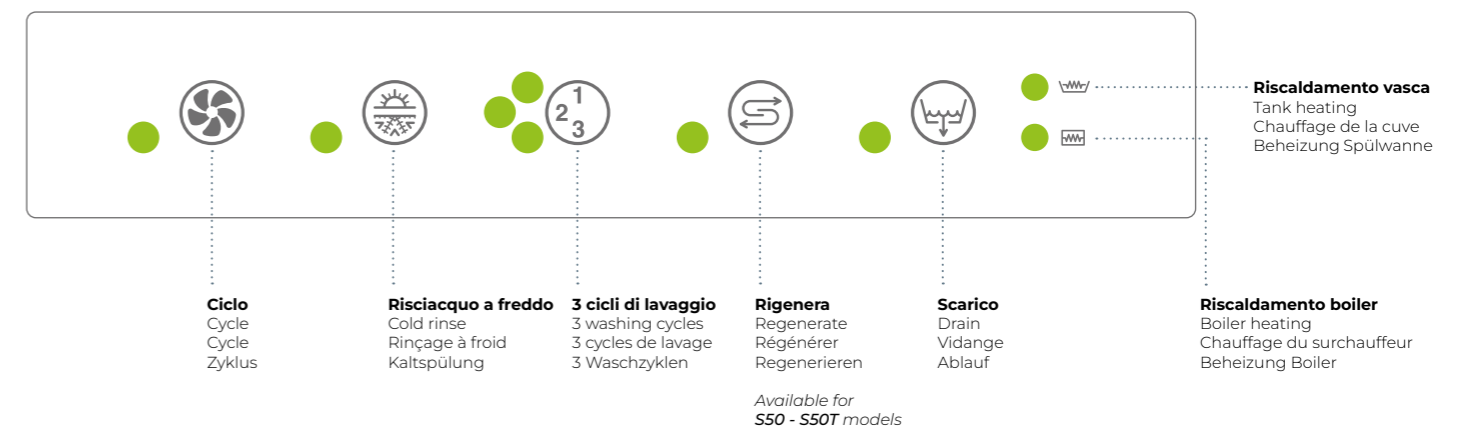 1
2
3
Riscaldamento vasca
Tank heating
Chauffage de la cuve
Beheizung Spülwanne
Ciclo
Cycle
Cycle
Zyklus
Risciacquo a freddo
Cold rinse
Rinçage à froid
Kaltspülung
3 cicli di lavaggio
3 washing cycles
3 cycles de lavage
3 Waschzyklen
Rigenera
Regenerate
Régénérer
Regenerieren
Available for
S50 - S50T models
Scarico
Drain
Vidange
Ablauf
Riscaldamento boiler
Boiler heating
Chauffage du surchauffeur
Beheizung Boiler